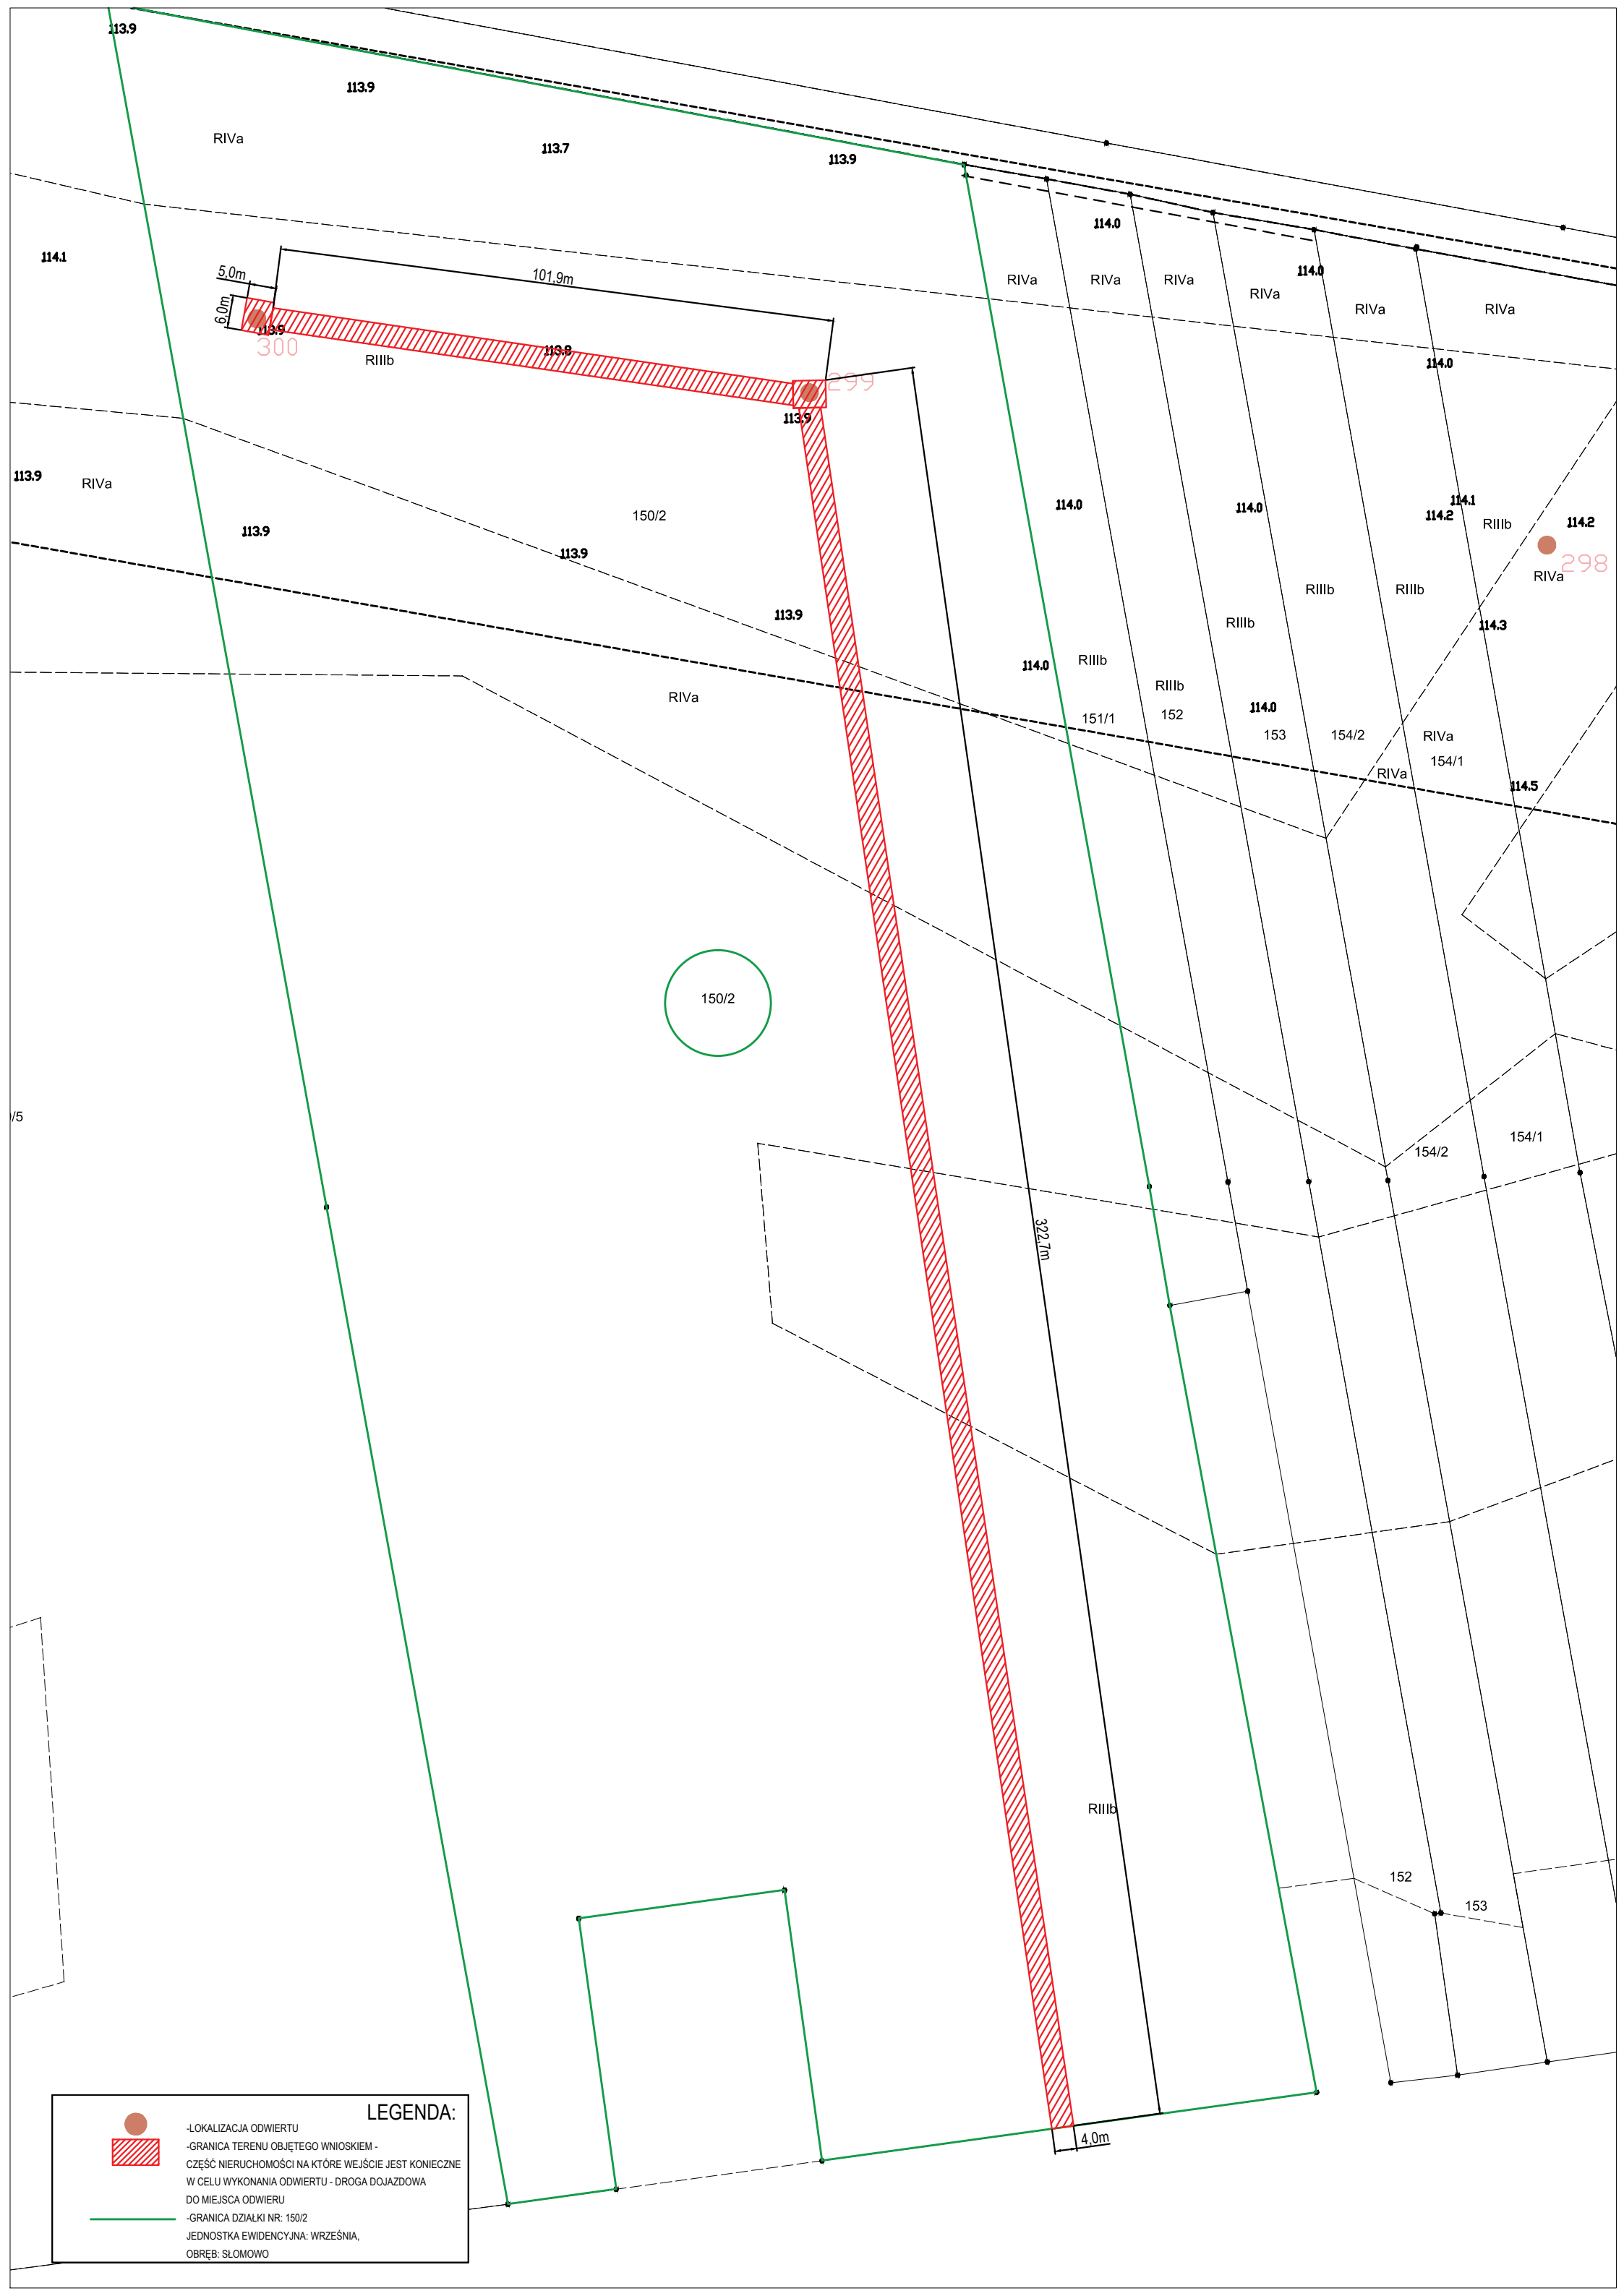 113.9
113.9
RIVa
113.7
113.9
114.0
114.1
114.0
5,0m
101,9m
RIVa
RIVa
RIVa
RIVa
RIVa
RIVa
6,0m
113.9
300
RIIIb
113.8
114.0
299
113.9
113.9
RIVa
150/2
113.9
113.9
114.0
114.0
114.1
114.2
RIIIb
114.2
298
RIVa
RIIIb
RIIIb
113.9
RIIIb
114.3
114.0
RIIIb
RIIIb
RIVa
151/1
152
114.0
153
154/2
RIVa
154/1
RIVa
114.5
150/2
/5
154/2
154/1
322,7m
RIIIb
152
153
4,0m
LEGENDA:
-LOKALIZACJA ODWIERTU
-GRANICA TERENU OBJĘTEGO WNIOSKIEM -
CZĘŚĆ NIERUCHOMOŚCI NA KTÓRE WEJŚCIE JEST KONIECZNE
W CELU WYKONANIA ODWIERTU - DROGA DOJAZDOWA
DO MIEJSCA ODWIERU
-GRANICA DZIAŁKI NR: 150/2
JEDNOSTKA EWIDENCYJNA: WRZEŚNIA,
OBRĘB: SŁOMOWO